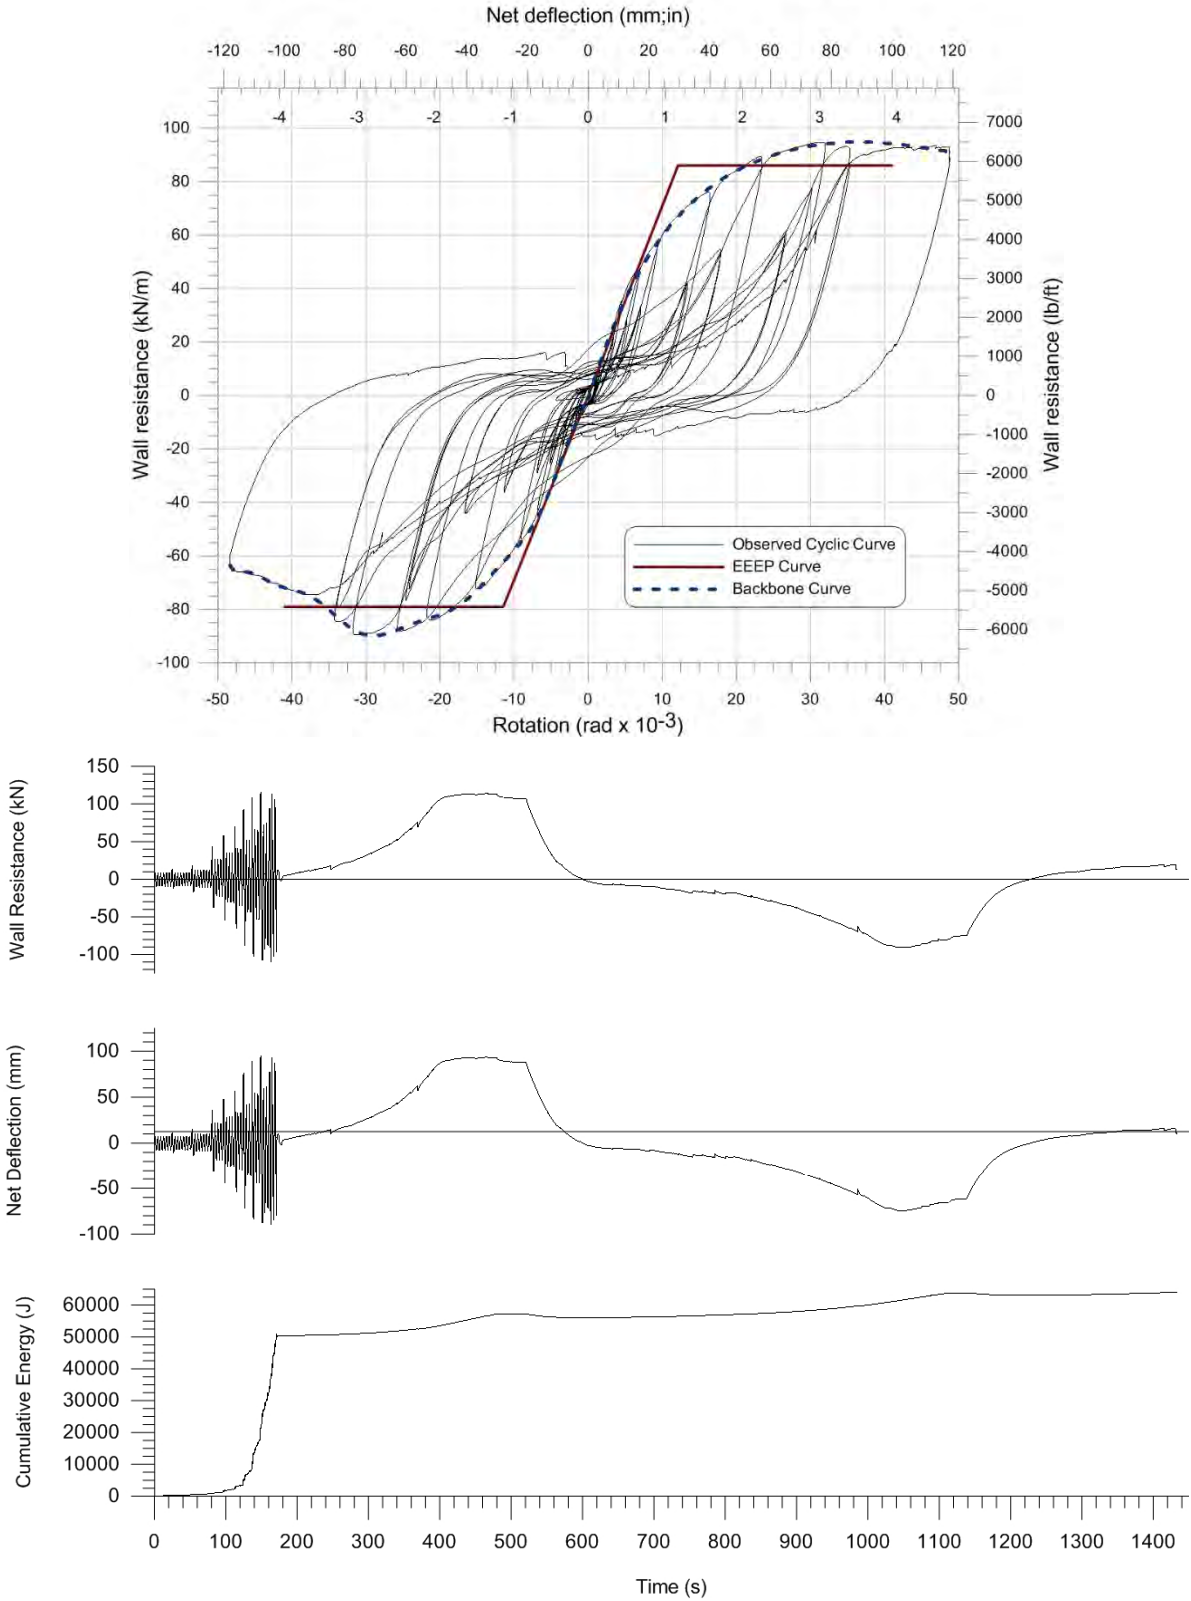 Net deflection (mm;in)
-120 -100 -80 -60 -40 -20 0 20 40 60 80 100 120
-4 -3 -2 -1 0 1 2 3 4
100
80
60
40
20
0
-20
-40
-60
-80
-100
Wall resistance (kN/m)
7000
6000
5000
4000
3000
2000
1000
0
-1000
-2000
-3000
-4000
-5000
-6000
Wall resistance (lb/ft)
Observed Cyclic Curve
EEEP Curve
Backbone Curve
-50 -40 -30 -20 -10 0 10 20 30 40 50
Rotation (rad x 10-3)
Wall Resistance (kN)
150
100
50
0
-50
-100
Net Deflection (mm)
100
50
0
-50
-100
Cumulative Energy (J)
60000
50000
40000
30000
20000
10000
0
0 100 200 300 400 500 600 700 800 900 1000 1100 1200 1300 1400
Time (s)